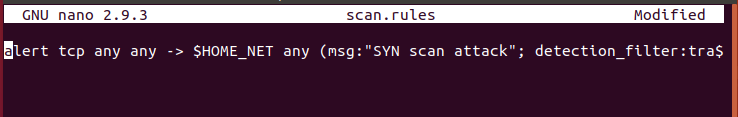 GNU nano 2.9.3 scan.rules Modified
alert tcp any any -> $HOME_NET any (msg:"SYN scan attack"; detection_filter:tra$